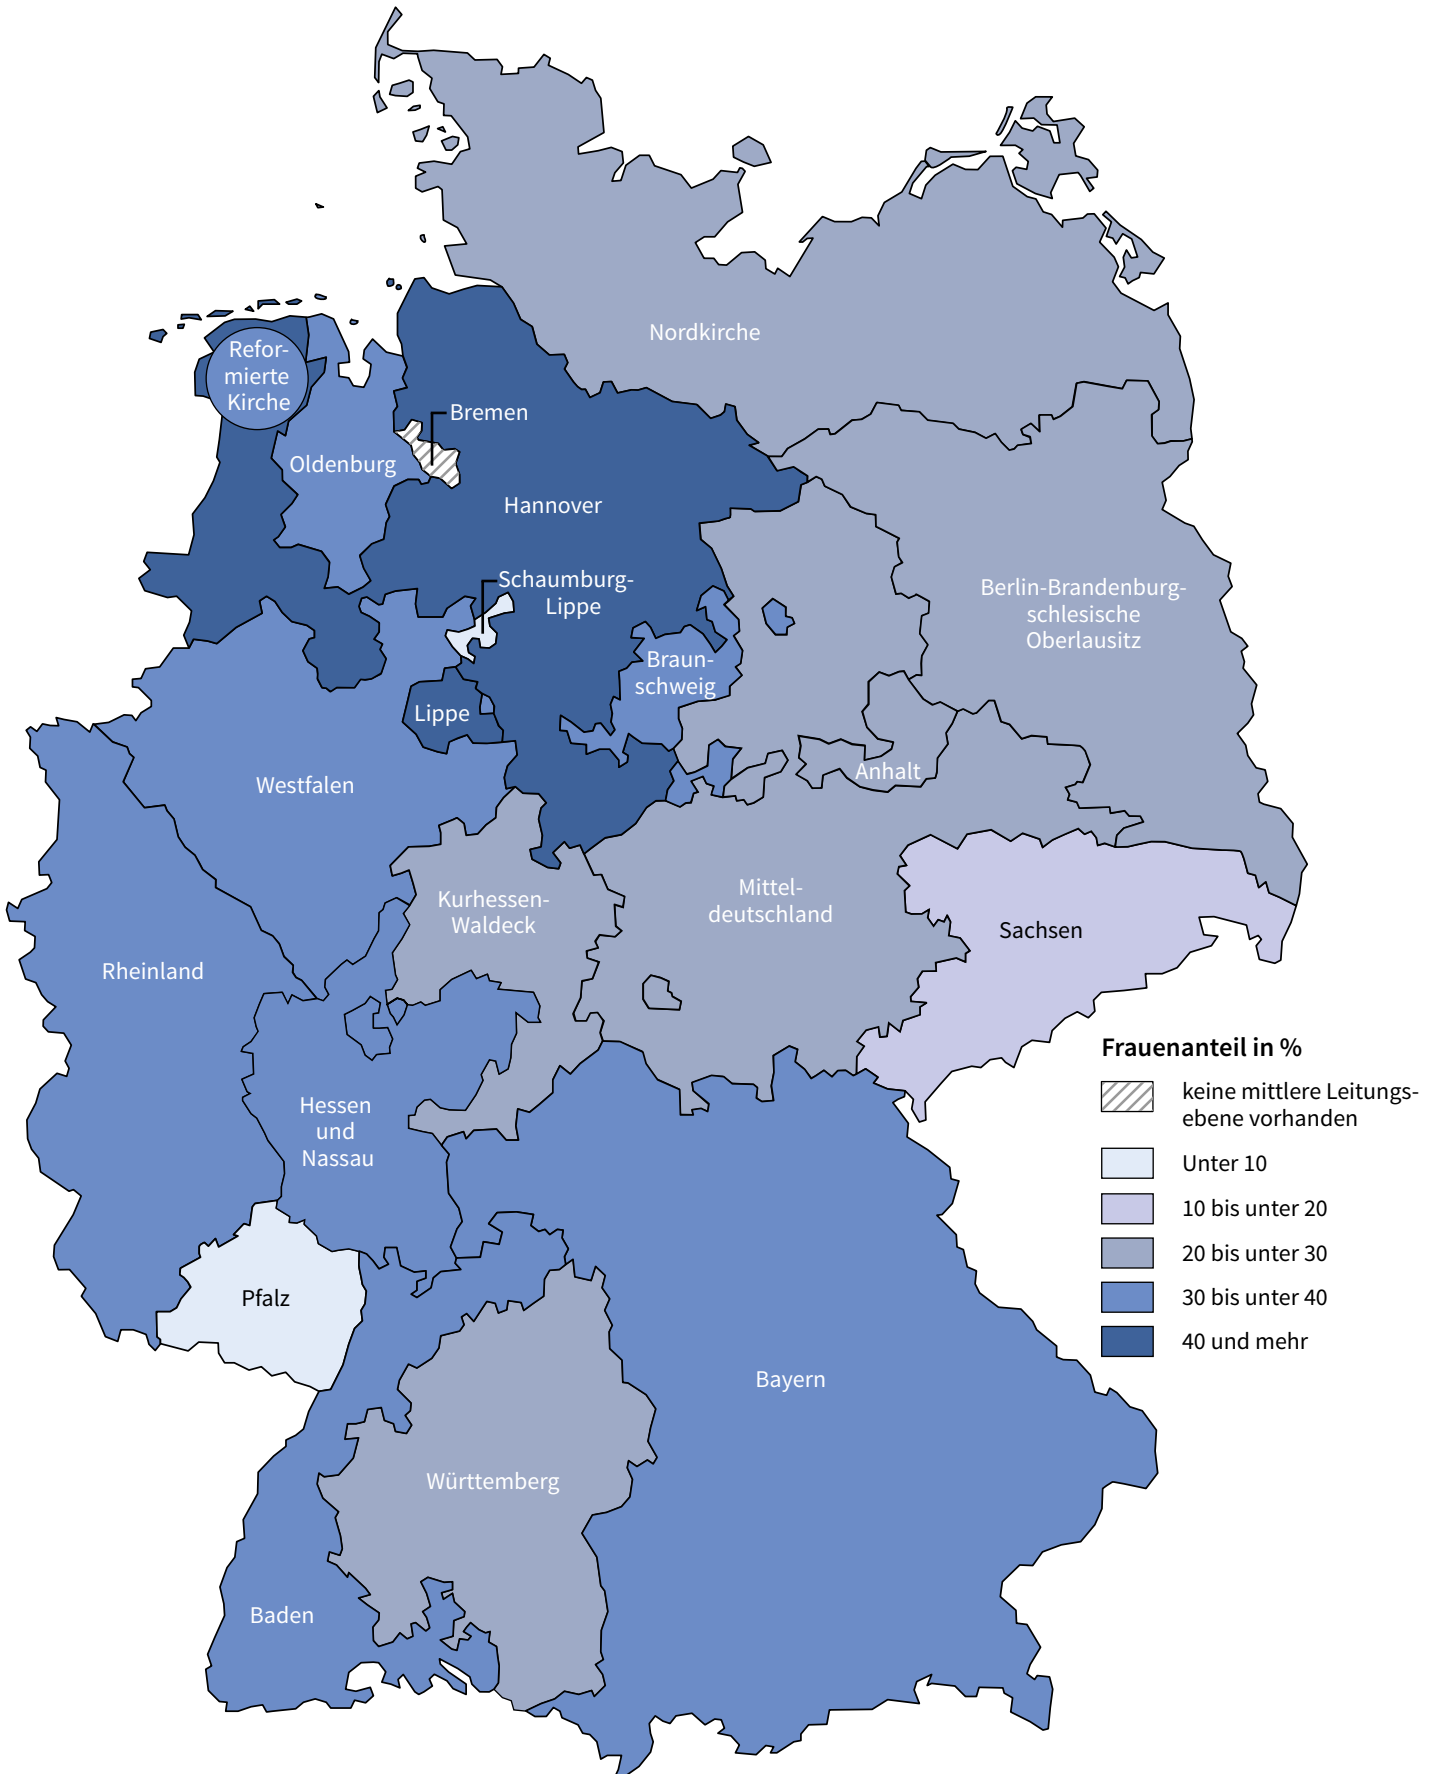 Nordkirche
Refor-
mierte
Kirche
Bremen
Oldenburg
Hannover
Schaumburg-
Lippe
Berlin-Brandenburg-
schlesische
Oberlausitz
Braun-
schweig
Lippe
Westfalen
Anhalt
Kurhessen-
Waldeck
Mittel-
deutschland
Sachsen
Rheinland
Hessen
und
Nassau
Pfalz
Bayern
Württemberg
Baden
Frauenanteil in %
keine mittlere Leitungs-
ebene vorhanden
Unter 10
10 bis unter 20
20 bis unter 30
30 bis unter 40
40 und mehr